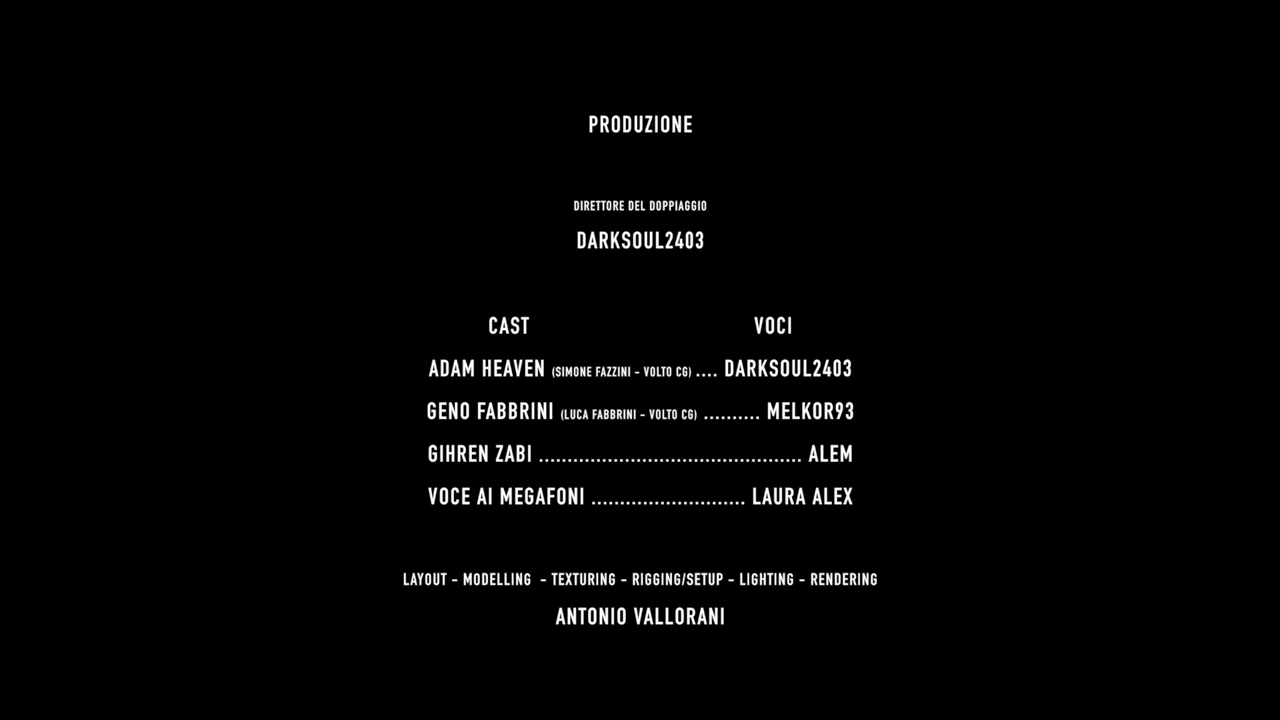 PRODUZIONE
DIRETTORE DEL DOPPIAGGIO
DARKSOUL2403
CAST VOCI
ADAM HEAVEN (SIMONE FAZZINI - VOLTO CG) .... DARKSOUL2403
GENO FABBRINI (LUCA FABBRINI - VOLTO CG) .......... MELKOR93
GIHREN ZABI .............................................. ALEM
VOCE AI MEGAFONI ........................... LAURA ALEX
LAYOUT - MODELLING - TEXTURING - RIGGING/SETUP - LIGHTING - RENDERING
ANTONIO VALLORANI